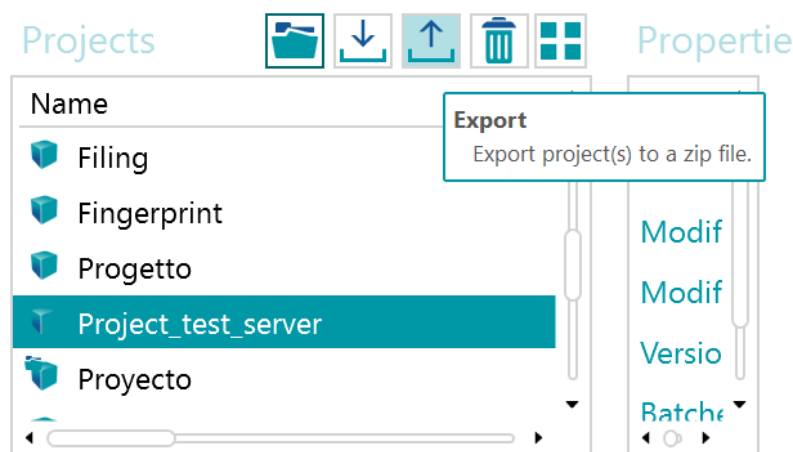 Projects
Propertie
Name
Export
Export project(s) to a zip file.
Filing
Fingerprint
Progetto
Project_test_server
Proyecto
Modif
Modif
Versio
Batche